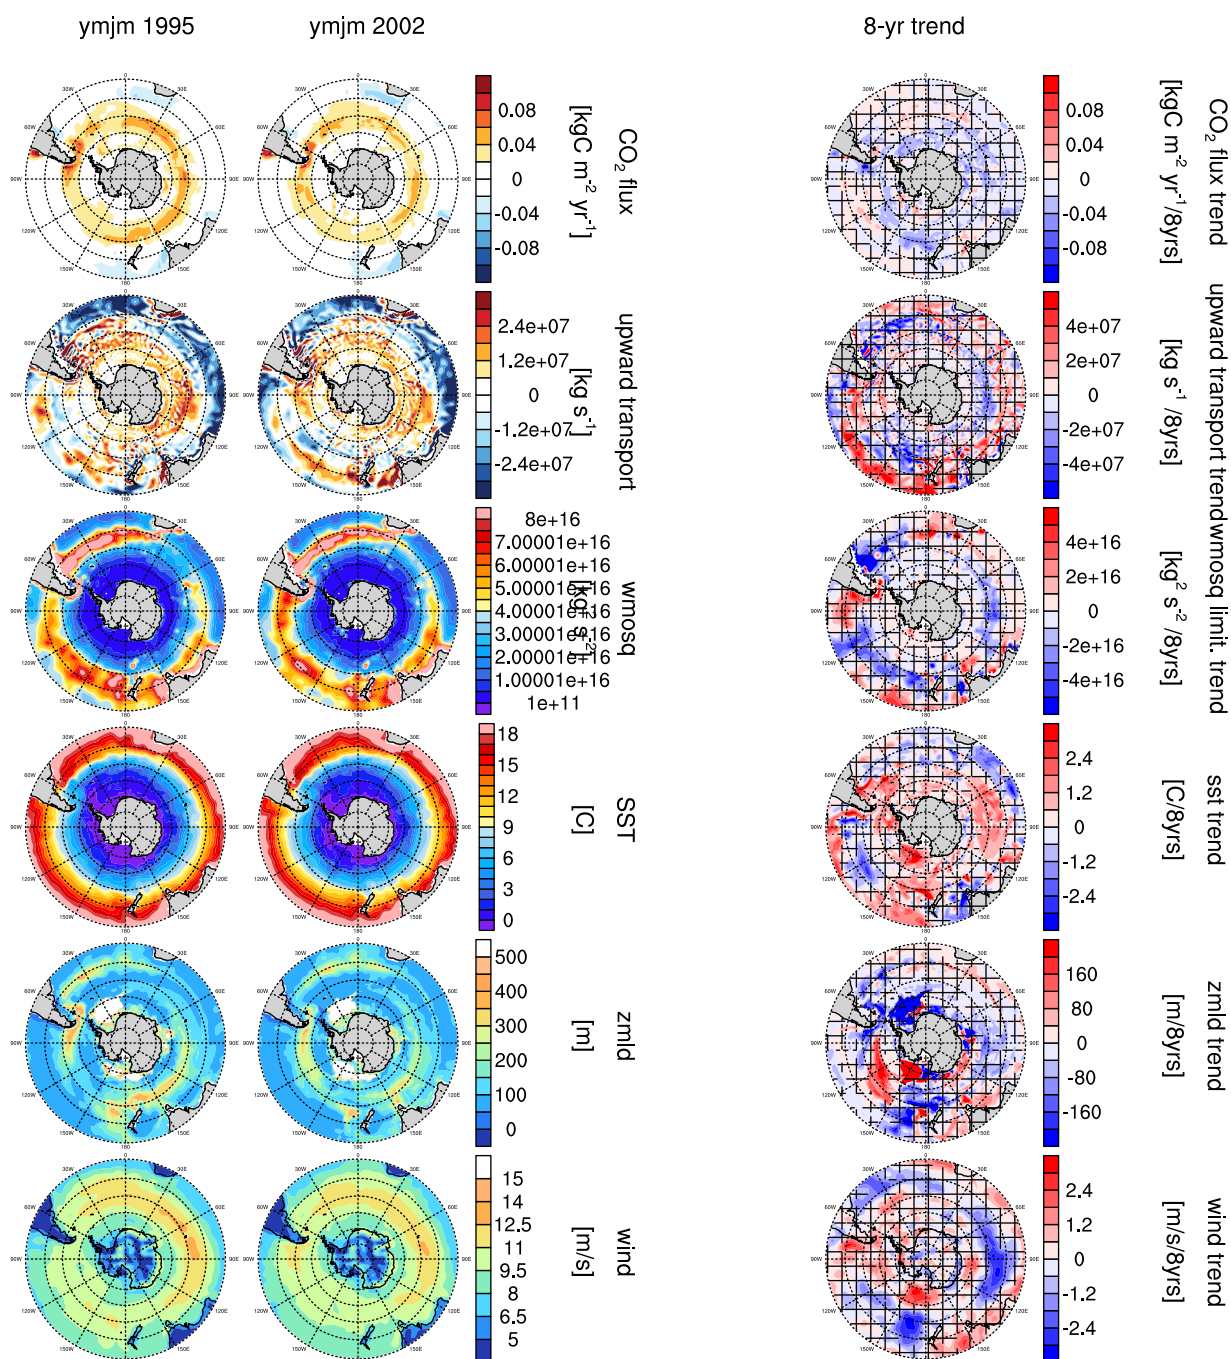 ymjm 1995
ymjm 2002
8-yr trend
0.08
0.04
0
-0.04
-0.08
CO₂ flux
[kgC m⁻² yr⁻¹]
0.08
0.04
0
-0.04
-0.08
CO₂ flux trend
[kgC m⁻² yr⁻¹/8yrs]
2.4e+07
1.2e+07
0
-1.2e+07
-2.4e+07
upward transport
[kg s⁻¹]
4e+07
2e+07
0
-2e+07
-4e+07
upward transport trend
[kg s⁻¹ /8yrs]
8e+16
7.00001e+16
6.00001e+16
5.00001e+16
4.00001e+16
3.00001e+16
2.00001e+16
1.00001e+16
1e+11
wmosq
4e+16
2e+16
0
-2e+16
-4e+16
wmosq limit. trend
[kg² s⁻² /8yrs]
18
15
12
9
6
3
0
SST
[C]
2.4
1.2
0
-1.2
-2.4
sst trend
[C/8yrs]
500
400
300
200
100
0
zmld
[m]
160
80
0
-80
-160
zmld trend
[m/8yrs]
15
14
12.5
11
9.5
8
6.5
5
wind
[m/s]
2.4
1.2
0
-1.2
-2.4
wind trend
[m/s/8yrs]